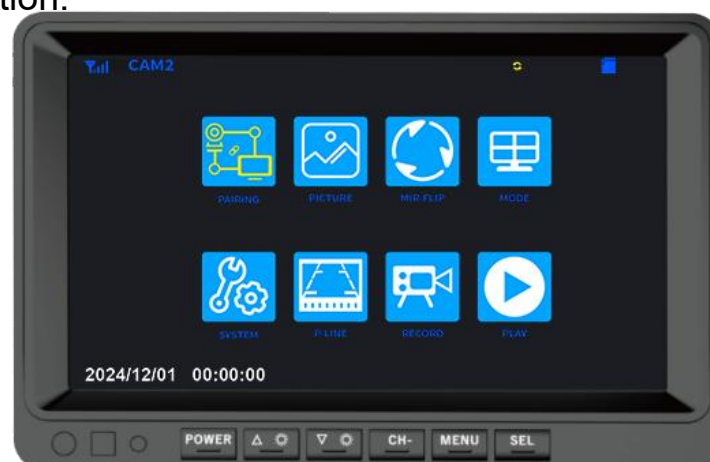 tion.
CAM2
PAIRING PICTURE MIR.FLIP MODE
SYSTEM P-LINE RECORD PLAY
2024/12/01 00:00:00
POWER CH- MENU SEL